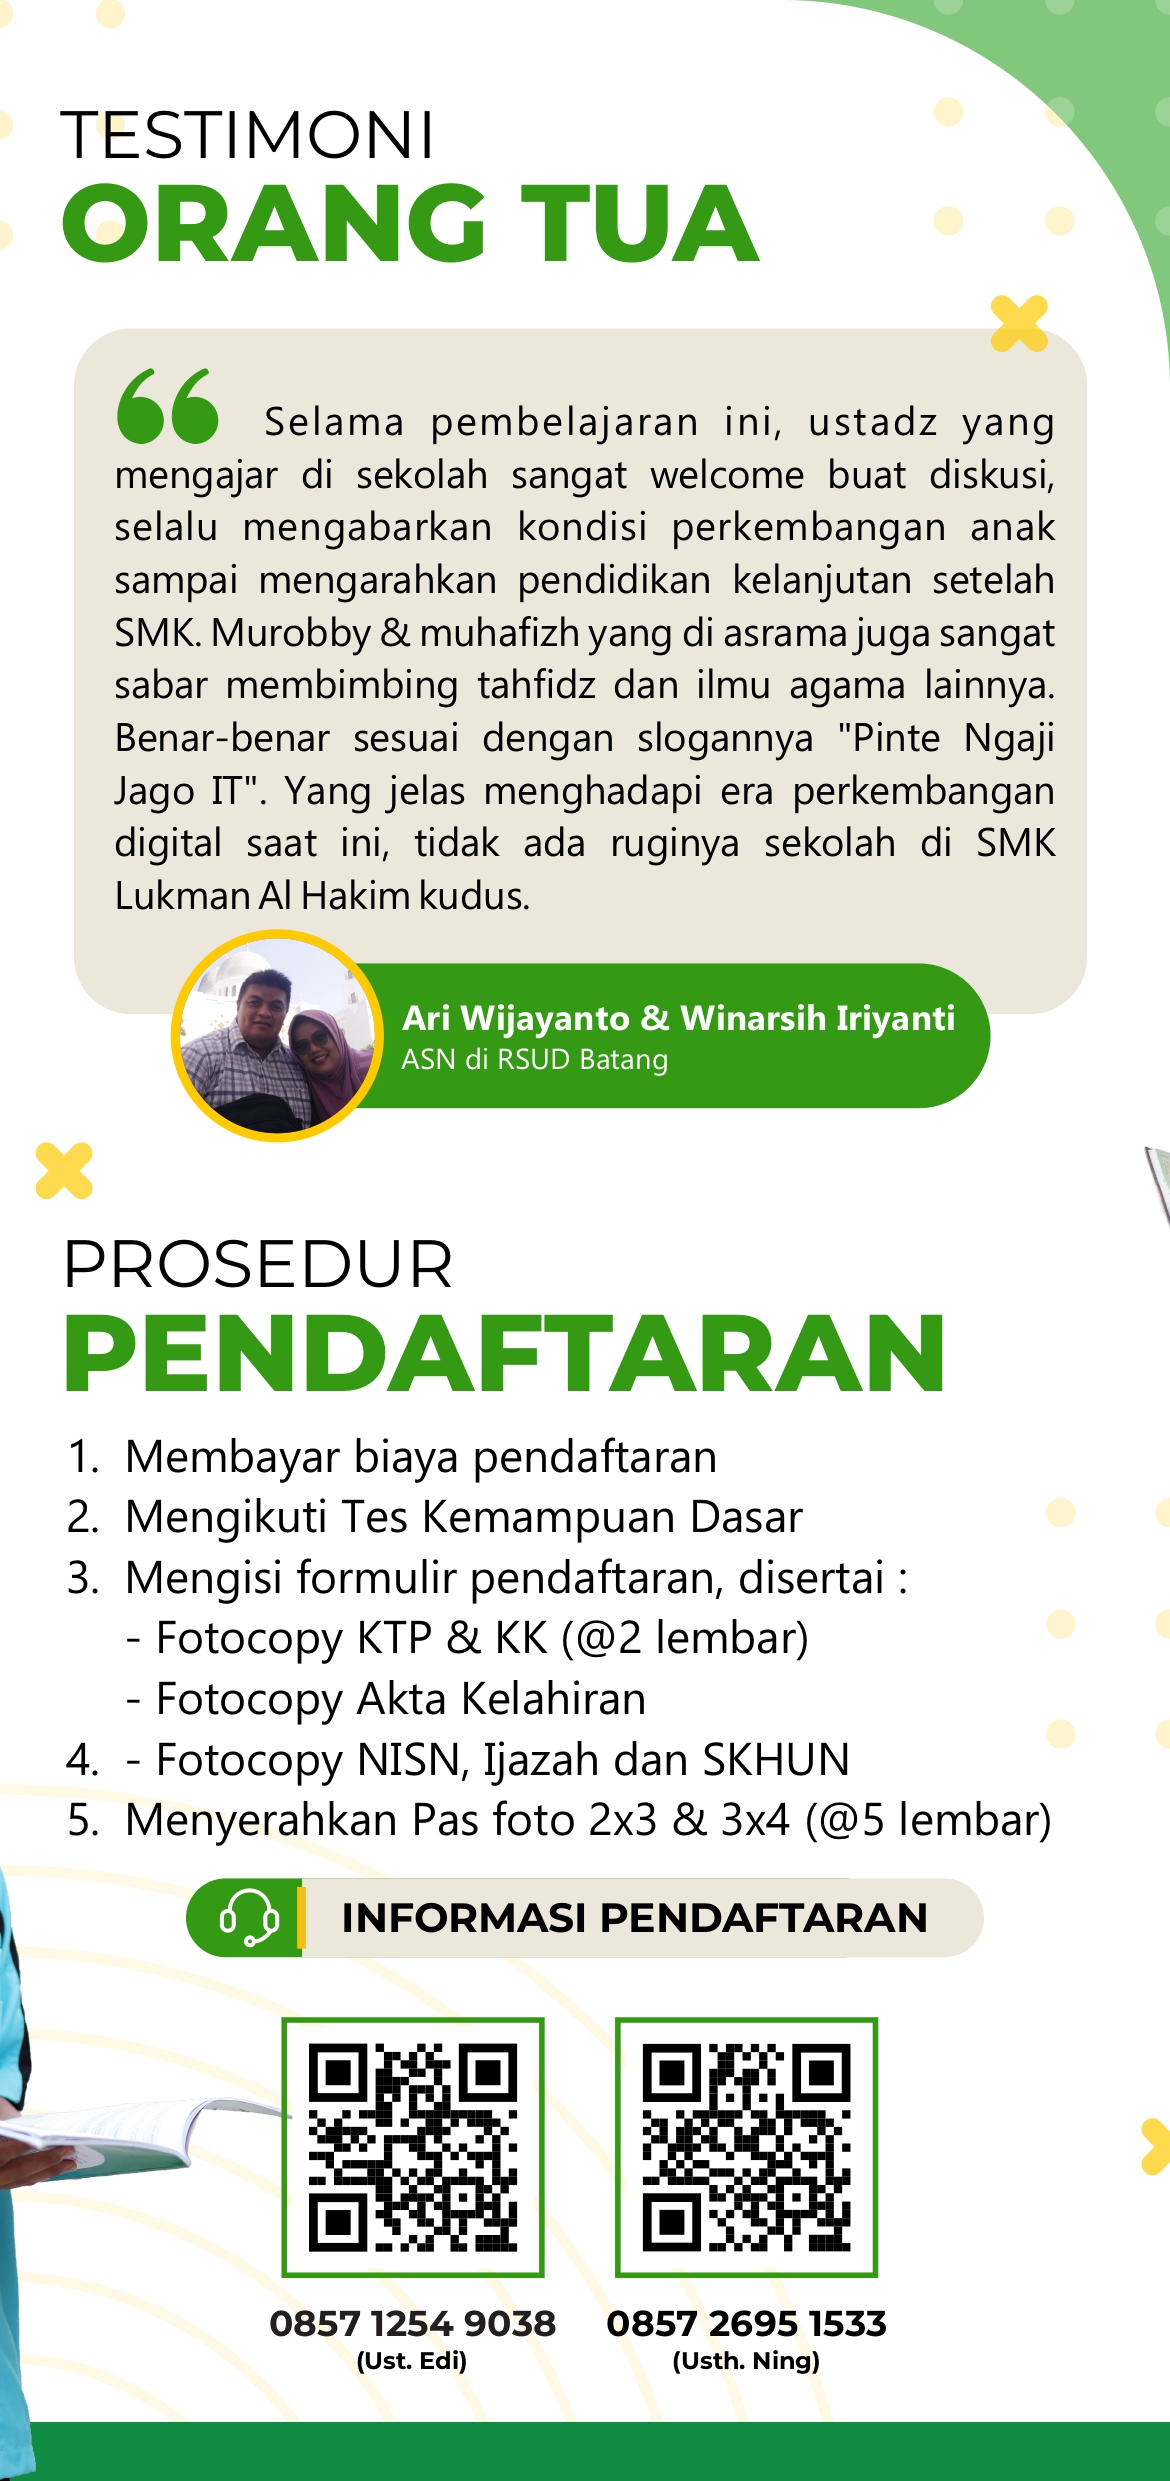 TESTIMONI
ORANG TUA
Selama pembelajaran ini, ustadz yang
mengajar di sekolah sangat welcome buat diskusi,
selalu mengabarkan kondisi perkembangan anak
sampai mengarahkan pendidikan kelanjutan setelah
SMK. Murobby & muhafizh yang di asrama juga sangat
sabar membimbing tahfidz dan ilmu agama lainnya.
Benar-benar sesuai dengan slogannya "Pinte Ngaji
Jago IT". Yang jelas menghadapi era perkembangan
digital saat ini, tidak ada ruginya sekolah di SMK
Lukman Al Hakim kudus.
Ari Wijayanto & Winarsih Iriyanti
ASN di RSUD Batang
PROSEDUR
PENDAFTARAN
1. Membayar biaya pendaftaran
2. Mengikuti Tes Kemampuan Dasar
3. Mengisi formulir pendaftaran, disertai :
- Fotocopy KTP & KK (@2 lembar)
- Fotocopy Akta Kelahiran
4. - Fotocopy NISN, Ijazah dan SKHUN
5. Menyerahkan Pas foto 2x3 & 3x4 (@5 lembar)
INFORMASI PENDAFTARAN
0857 1254 9038
(Ust. Edi)
0857 2695 1533
(Usth. Ning)